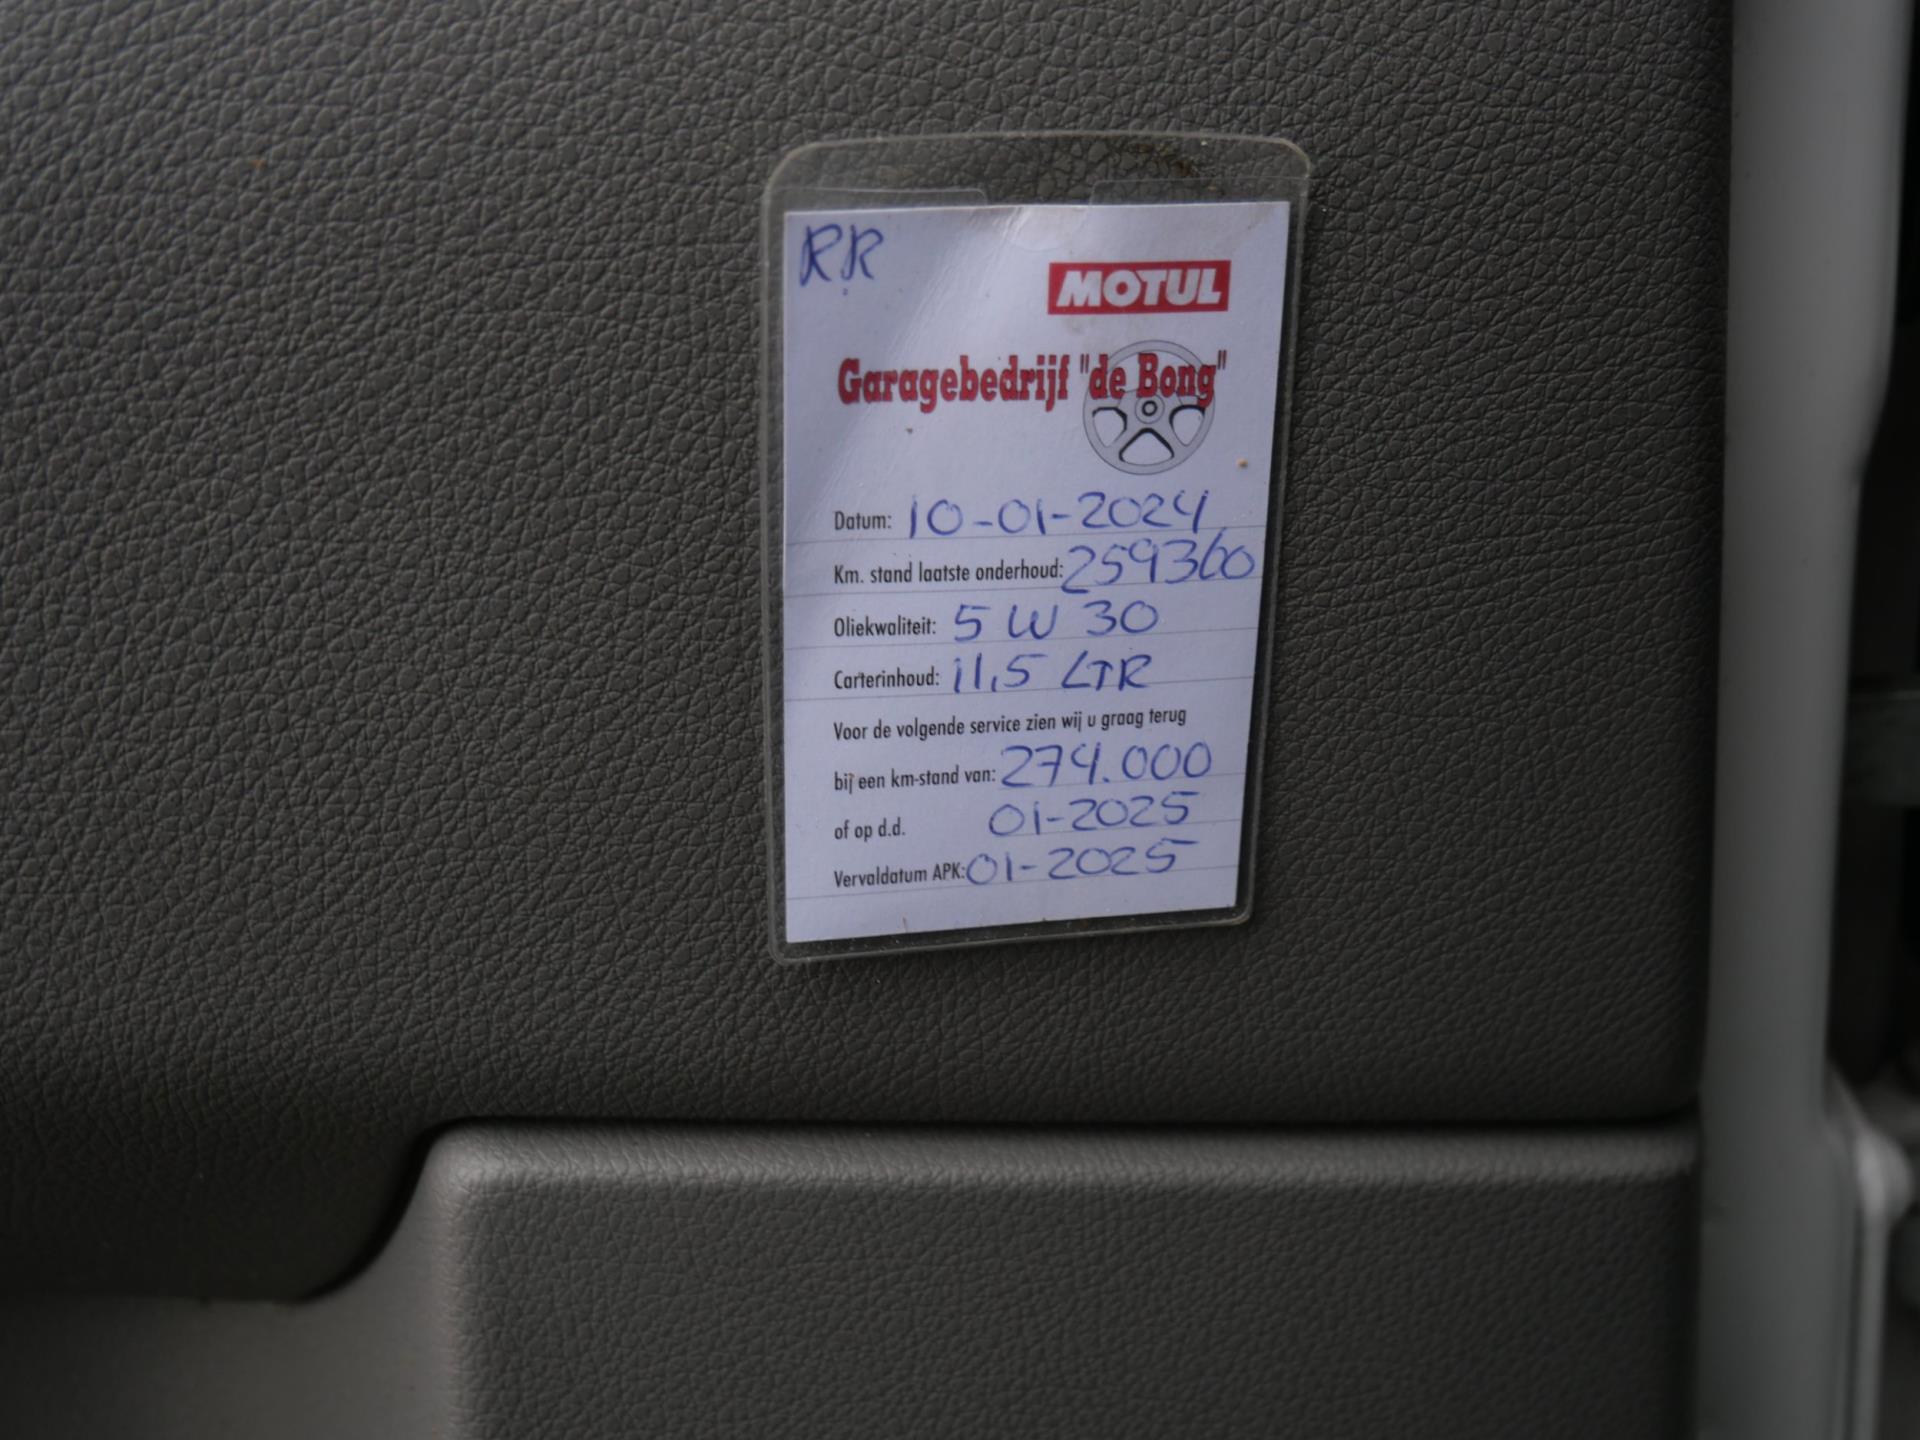 RR
MOTUL
Garagebedrijf "de Bong"
Datum: 10-01-2024
Km. stand laatste onderhoud: 259360
Oliekwaliteit: 5 W 30
Carterinhoud: 11,5 LTR
Voor de volgende service zien wij u graag terug
bij een km-stand van: 274.000
of op d.d. 01-2025
Vervaldatum APK: 01-2025